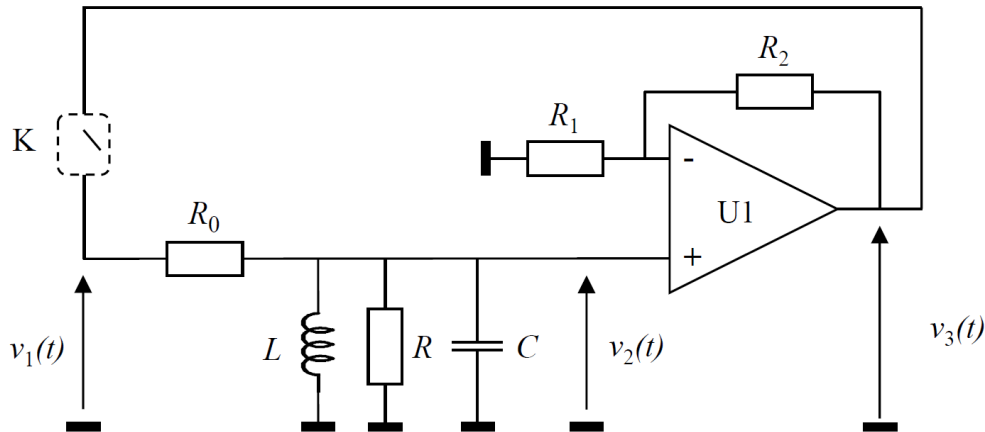 R₂
R₁
K
-
U1
R₀
+
v₁(t)
L
R
C
v₂(t)
v₃(t)